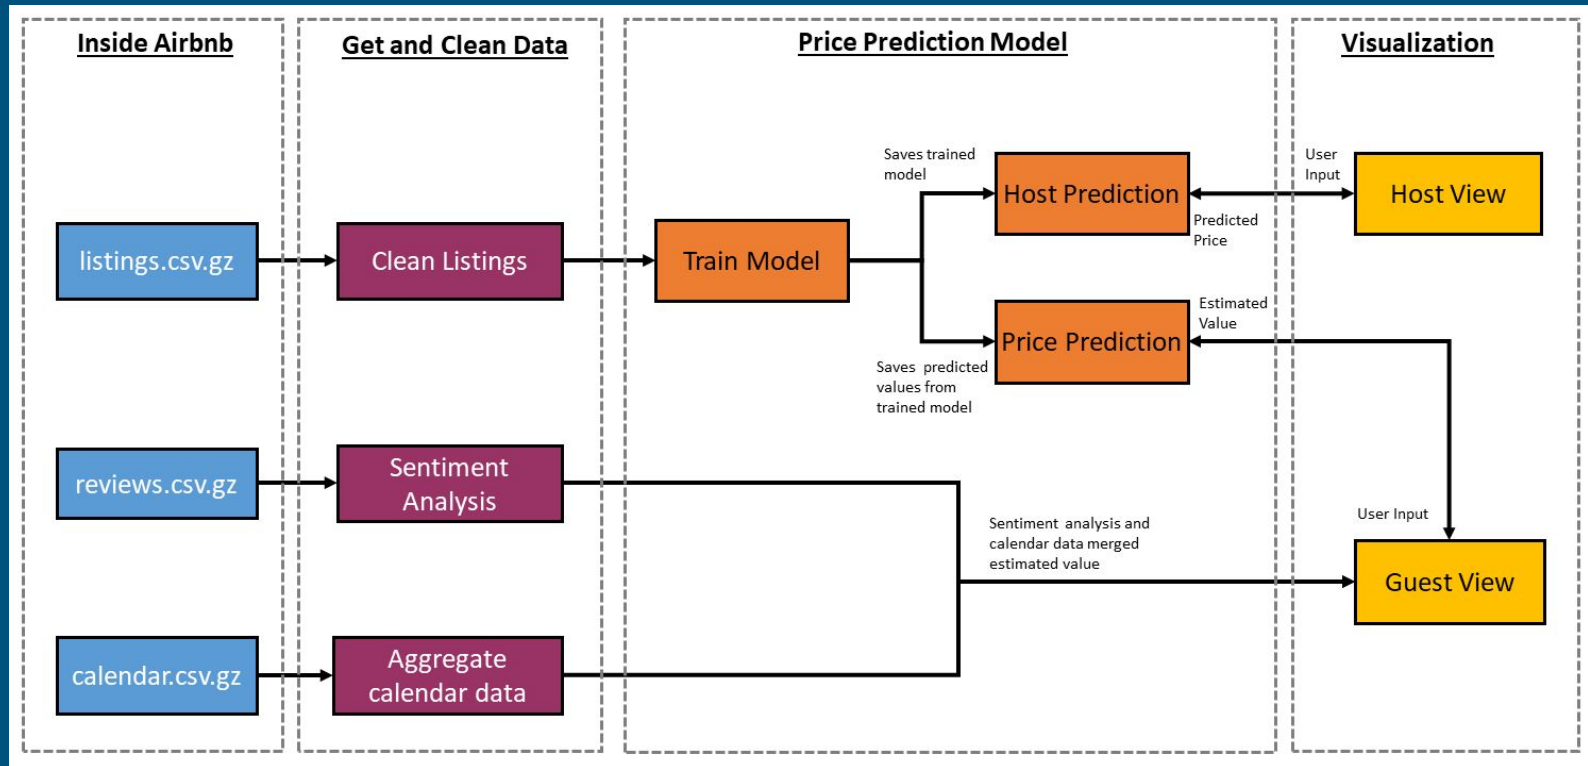 Inside Airbnb
Get and Clean Data
Price Prediction Model
Visualization
listings.csv.gz
Clean Listings
Train Model
Saves trained
model
Host Prediction
User
Input
Predicted
Price
Host View
Saves predicted
values from
trained model
Price Prediction
Estimated
Value
reviews.csv.gz
Sentiment
Analysis
Sentiment analysis and
calendar data merged
estimated value
User Input
Guest View
calendar.csv.gz
Aggregate
calendar data